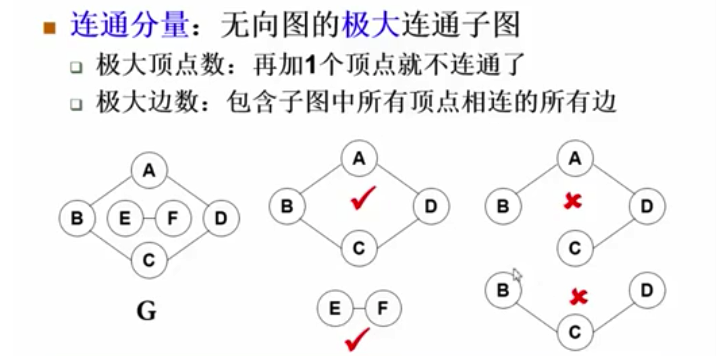 连通分量：无向图的极大连通子图
极大顶点数：再加1个顶点就不连通了
极大边数：包含子图中所有顶点相连的所有边
A
B E F D
C
G
A
B D
C
E F
A
B D
C
B D
C